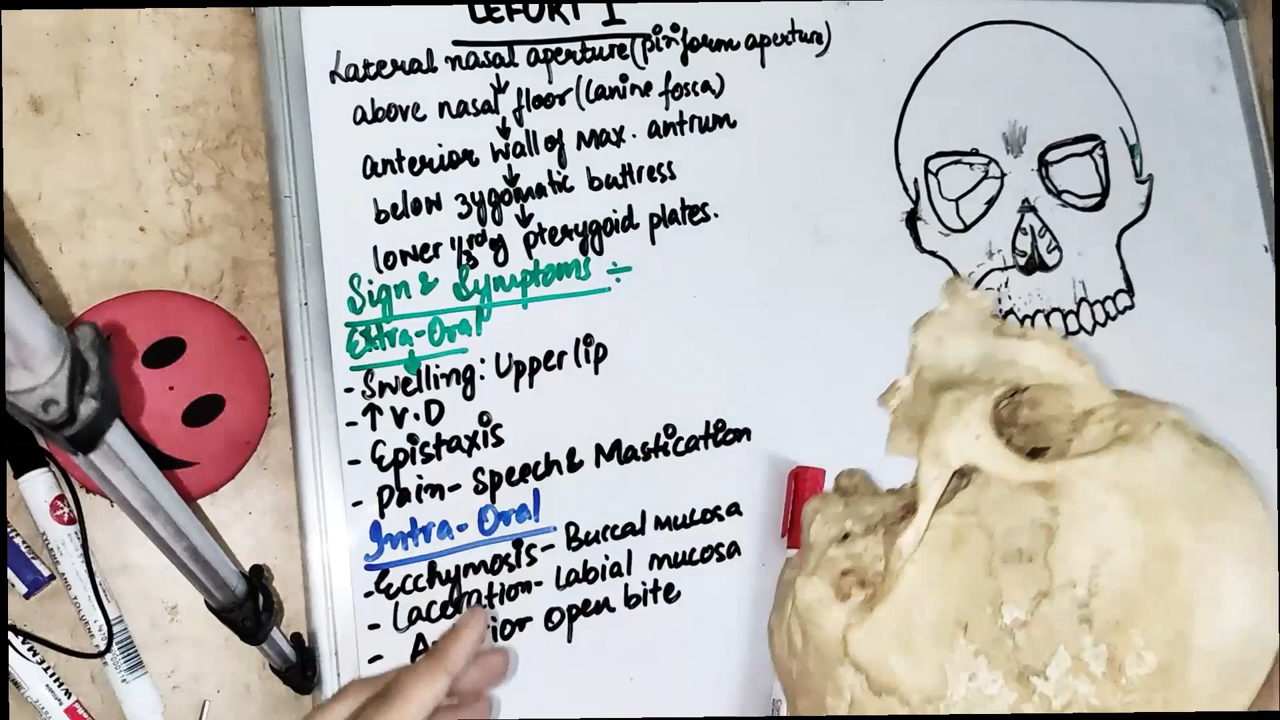 LEFORT I
Lateral nasal aperture (piriform aperture)
above nasal floor (Canine fosca)
anterior wall of Max. antrum
below zygomatic buttress
lower 1/3rd of pterygoid plates.
Sign & Symptoms ÷
Extra-Oral
- Swelling: Upper lip
- ↑ V.D
- Epistaxis
- Pain - Speech & Mastication
Intra-Oral
- Ecchymosis - Buccal mucosa
- Laceration - Labial mucosa
- Open bite
WHITEMA